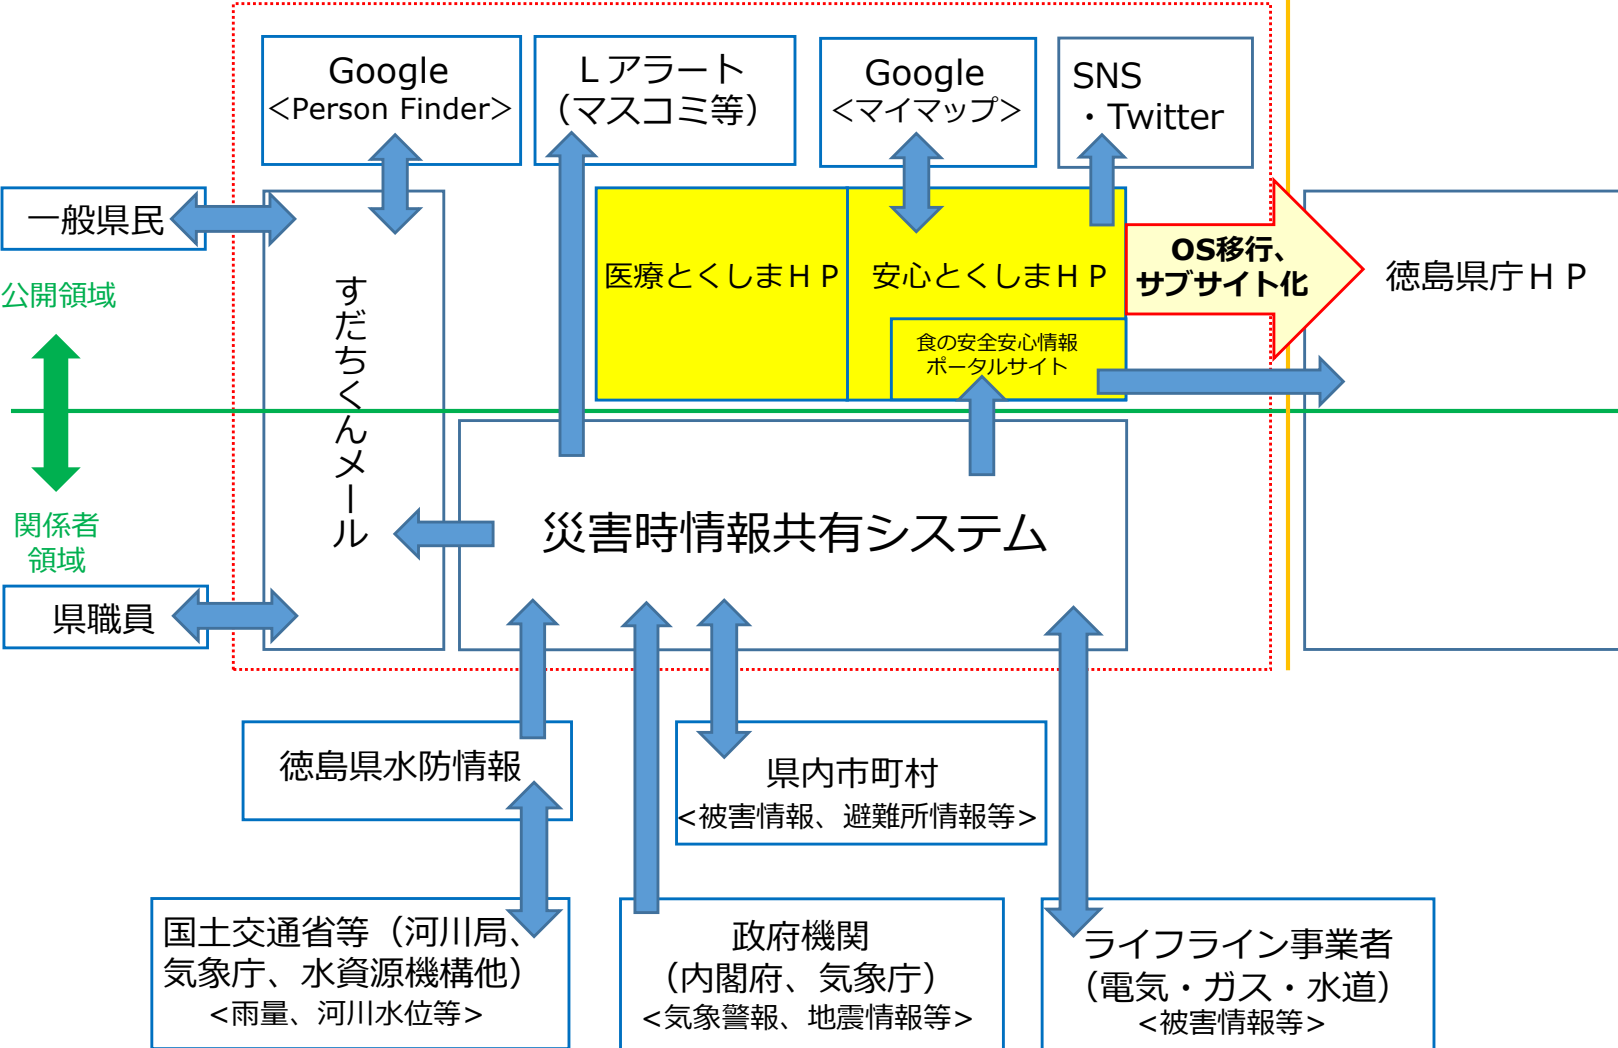 Google
<Person Finder>
Ｌアラート
（マスコミ等）
Google
<マイマップ>
SNS
・Twitter
一般県民
公開領域
関係者
領域
県職員
すだちくんメール
医療とくしまＨＰ
安心とくしまＨＰ
食の安全安心情報
ポータルサイト
OS移行、
サブサイト化
徳島県庁ＨＰ
災害時情報共有システム
徳島県水防情報
県内市町村
<被害情報、避難所情報等>
国土交通省等（河川局、
気象庁、水資源機構他）
<雨量、河川水位等>
政府機関
（内閣府、気象庁）
<気象警報、地震情報等>
ライフライン事業者
（電気・ガス・水道）
<被害情報等>